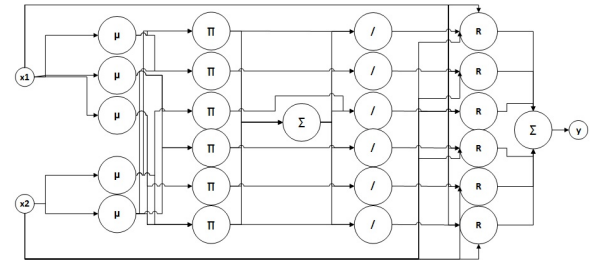 μ Π / R
x1 μ Π / R
μ Π / R
Σ Σ y
Π / R
μ Π / R
x2 μ Π / R